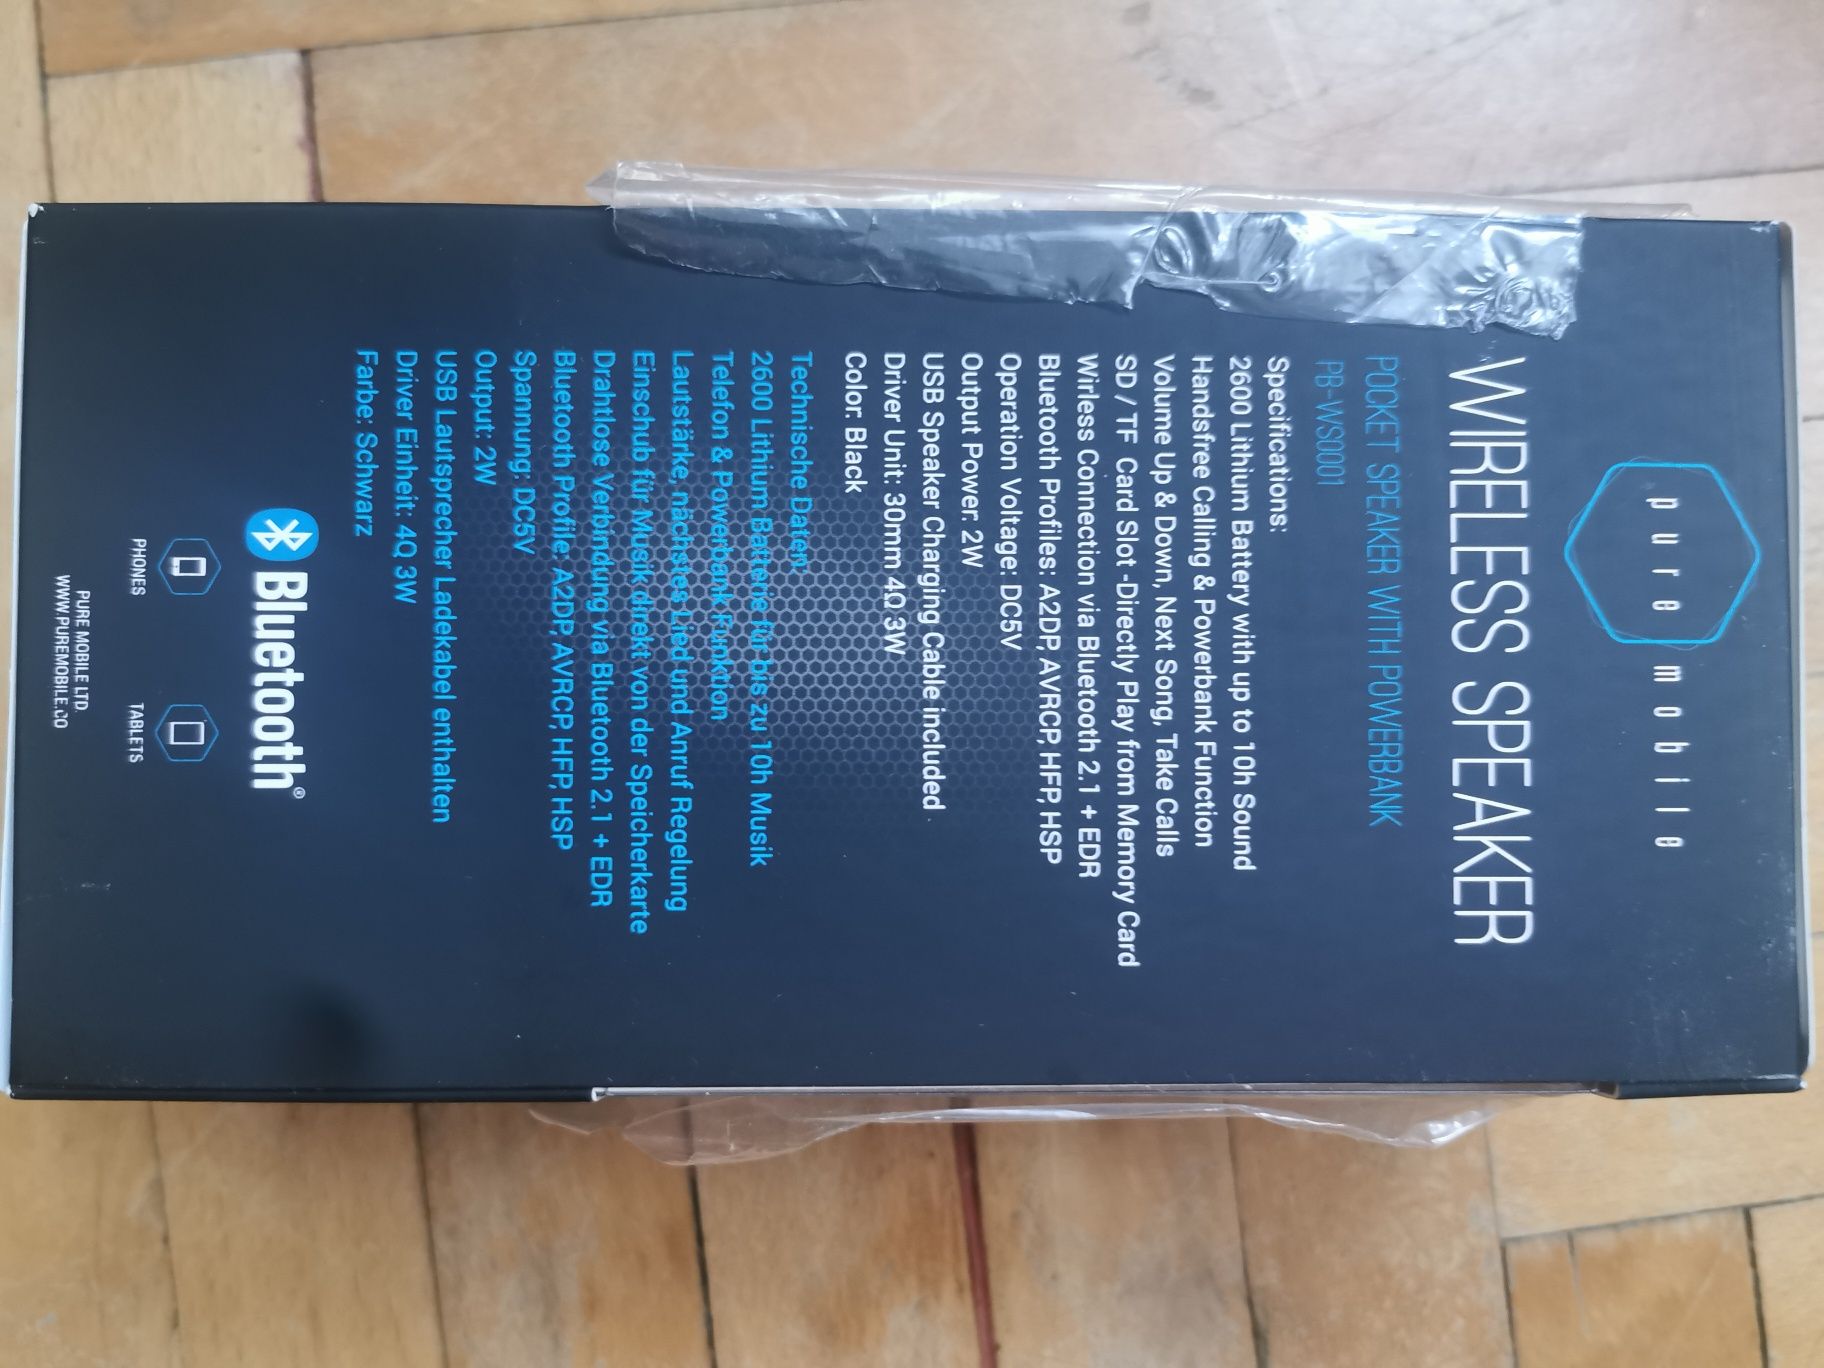 pure mobile
WIRELESS SPEAKER
POCKET SPEAKER WITH POWERBANK
PB-WS0001
Specifications:
2600 Lithium Battery with up to 10h Sound
Handsfree Calling & Powerbank Function
Volume Up & Down, Next Song, Take Calls
SD / TF Card Slot -Directly Play from Memory Card
Wirless Connection via Bluetooth 2.1 + EDR
Bluetooth Profiles: A2DP, AVRCP, HFP, HSP
Operation Voltage: DC5V
Output Power: 2W
USB Speaker Charging Cable included
Driver Unit: 30mm 4Ω 3W
Color: Black
Technische Daten:
2600 Lithium Batterie für bis zu 10h Musik
Telefon & Powerbank Funktion
Lautstärke, nächstes Lied und Anruf Regelung
Einschub für Musik direkt von der Speicherkarte
Drahtlose Verbindung via Bluetooth 2.1 + EDR
Bluetooth Profile: A2DP, AVRCP, HFP, HSP
Spannung: DC5V
Output: 2W
USB Lautsprecher Ladekabel enthalten
Driver Einheit: 4Ω 3W
Farbe: Schwarz
Bluetooth®
PHONES TABLETS
PURE MOBILE LTD.
WWW.PUREMOBILE.CO